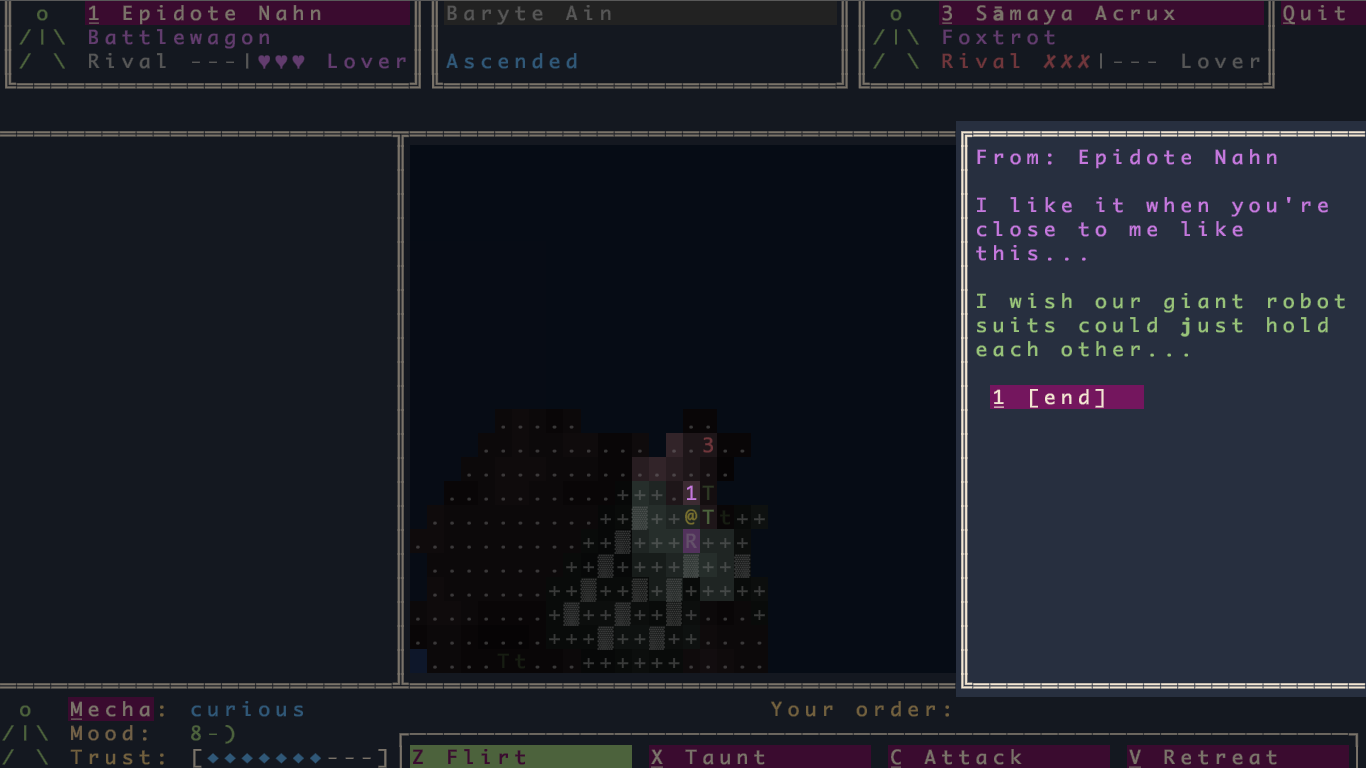 1 Epidote Nahn
Battlewagon
Rival ---|♥♥♥ Lover
Baryte Ain
Ascended
3 Sāmaya Acrux
Foxtrot
Rival ✗✗✗|--- Lover
Quit
From: Epidote Nahn
I like it when you're
close to me like
this...
I wish our giant robot
suits could just hold
each other...
1 [end]
Mecha: curious
Mood: 8-)
Trust: [◆◆◆◆◆◆◆---]
Your order:
Z Flirt
X Taunt
C Attack
V Retreat